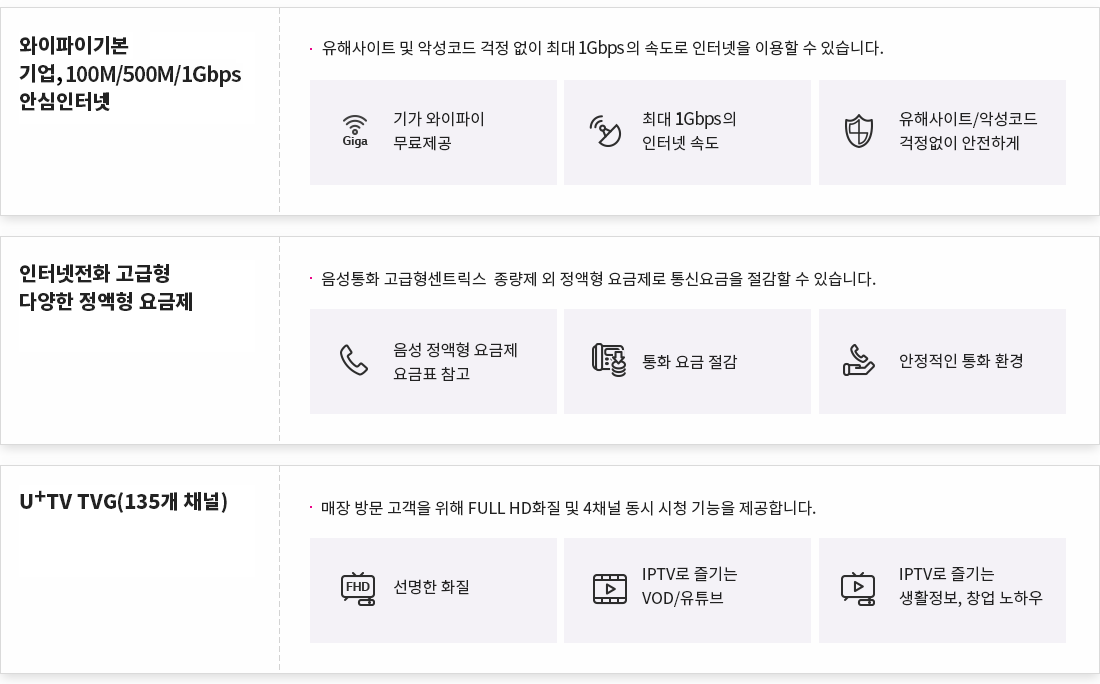 와이파이기본
기업, 100M/500M/1Gbps
안심인터넷
· 유해사이트 및 악성코드 걱정 없이 최대 1Gbps의 속도로 인터넷을 이용할 수 있습니다.
Giga
기가 와이파이
무료제공
최대 1Gbps의
인터넷 속도
유해사이트/악성코드
걱정없이 안전하게
인터넷전화 고급형
다양한 정액형 요금제
· 음성통화 고급형센트릭스 종량제 외 정액형 요금제로 통신요금을 절감할 수 있습니다.
음성 정액형 요금제
요금표 참고
통화 요금 절감
안정적인 통화 환경
U+TV TVG(135개 채널)
· 매장 방문 고객을 위해 FULL HD화질 및 4채널 동시 시청 기능을 제공합니다.
FHD
선명한 화질
IPTV로 즐기는
VOD/유튜브
IPTV로 즐기는
생활정보, 창업 노하우